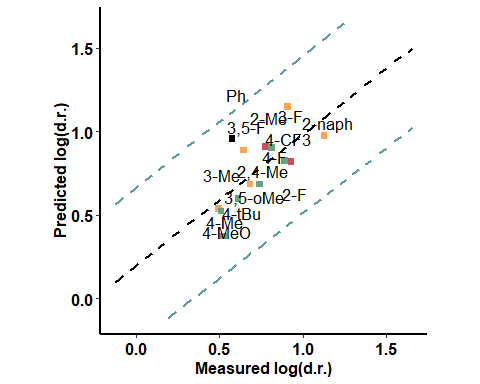 1.5
Ph
2-Me
3-F
3,5-F
2-naph
1.0
4-CF3
4-F
3-Me
2,4-Me
3,5-oMe
2-F
0.5
4-tBu
4-Me
4-MeO
0.0
0.0
0.5
1.0
1.5
Predicted log(d.r.)
Measured log(d.r.)